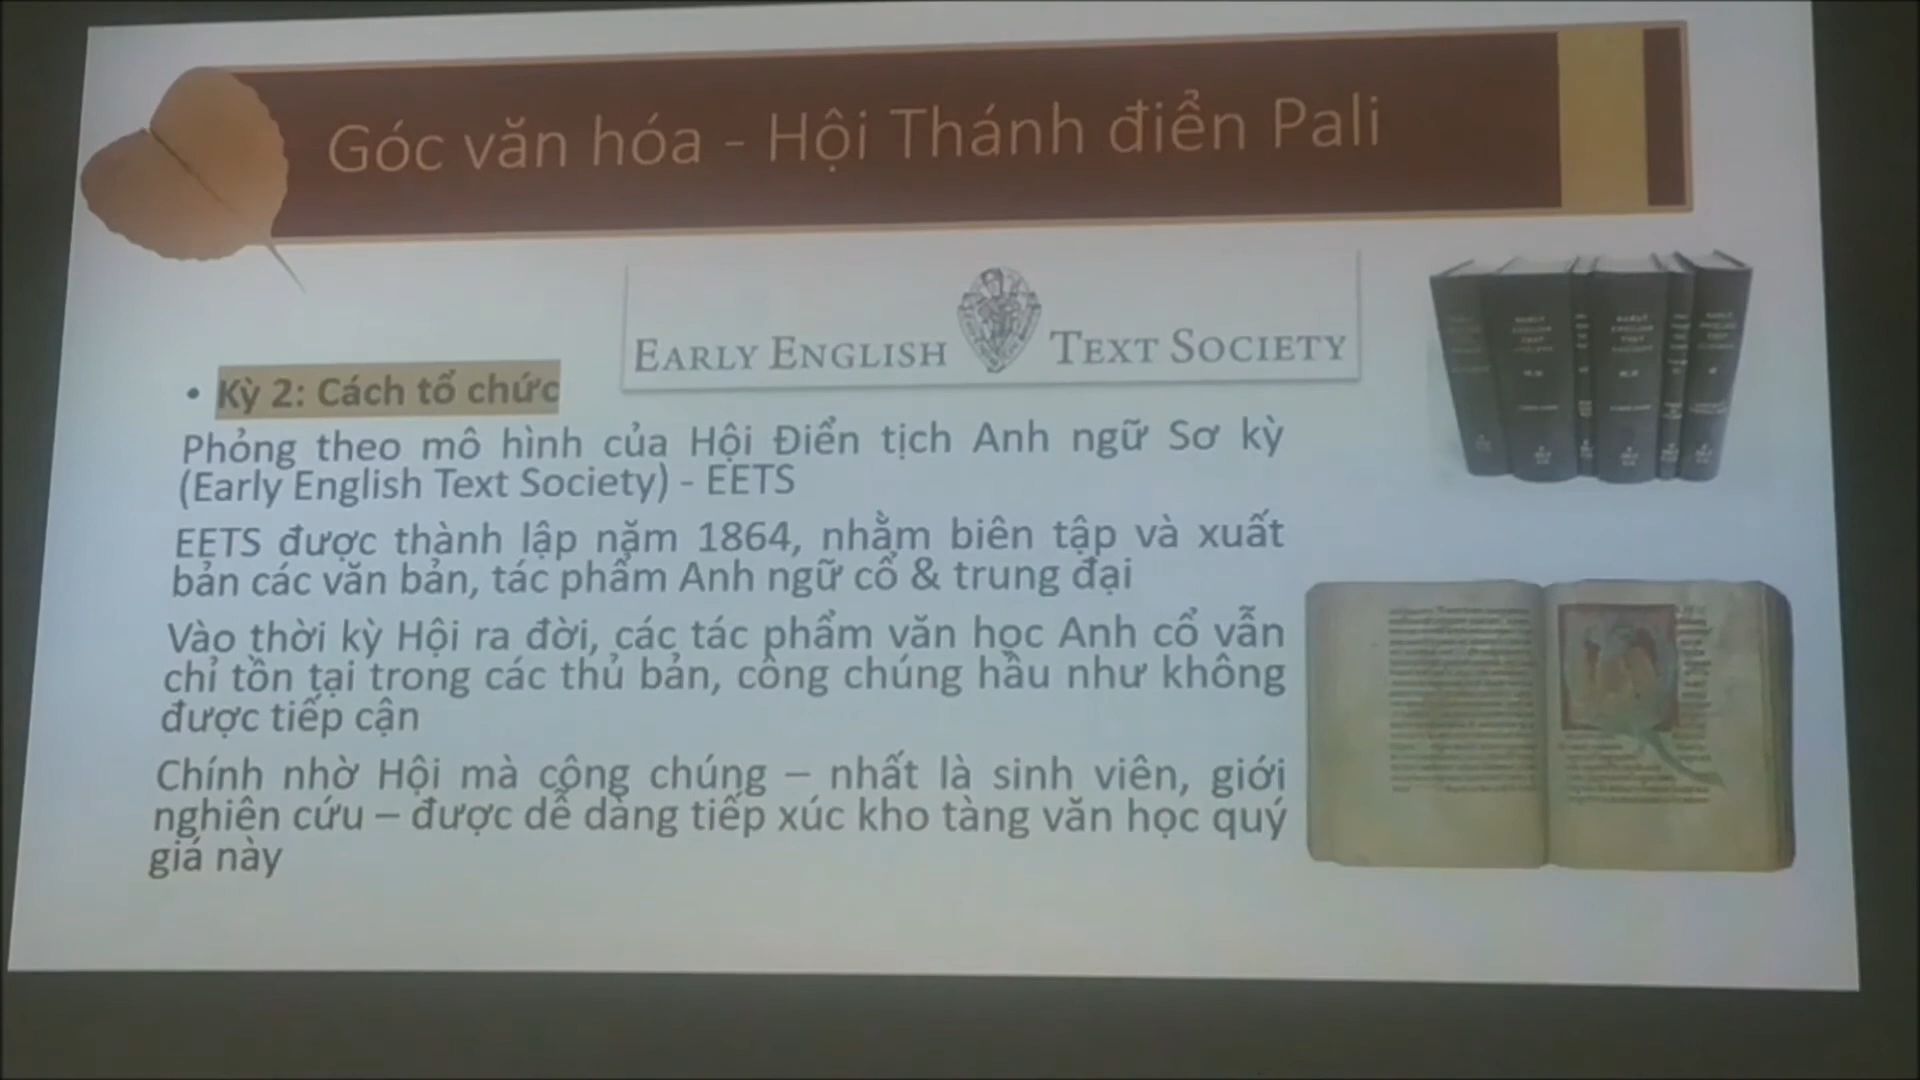 Góc văn hóa - Hội Thánh điển Pali
EARLY ENGLISH TEXT SOCIETY
• Kỳ 2: Cách tổ chức
Phỏng theo mô hình của Hội Điển tịch Anh ngữ Sơ kỳ
(Early English Text Society) - EETS
EETS được thành lập năm 1864, nhằm biên tập và xuất
bản các văn bản, tác phẩm Anh ngữ cổ & trung đại
Vào thời kỳ Hội ra đời, các tác phẩm văn học Anh cổ vẫn
chỉ tồn tại trong các thủ bản, công chúng hầu như không
được tiếp cận
Chính nhờ Hội mà công chúng – nhất là sinh viên, giới
nghiên cứu – được dễ dàng tiếp xúc kho tàng văn học quý
giá này